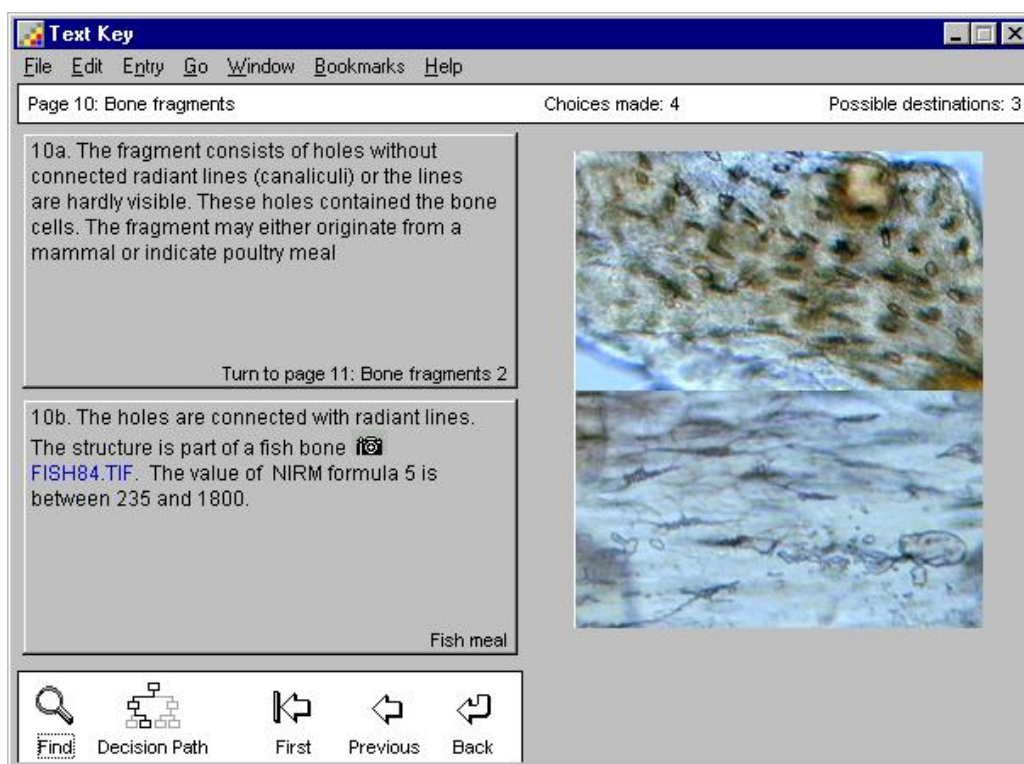 Text Key
File Edit Entry Go Window Bookmarks Help
Page 10: Bone fragments Choices made: 4 Possible destinations: 3
10a. The fragment consists of holes without
connected radiant lines (canaliculi) or the lines
are hardly visible. These holes contained the bone
cells. The fragment may either originate from a
mammal or indicate poultry meal
Turn to page 11: Bone fragments 2
10b. The holes are connected with radiant lines.
The structure is part of a fish bone
FISH84.TIF. The value of NIRM formula 5 is
between 235 and 1800.
Fish meal
Find Decision Path First Previous Back